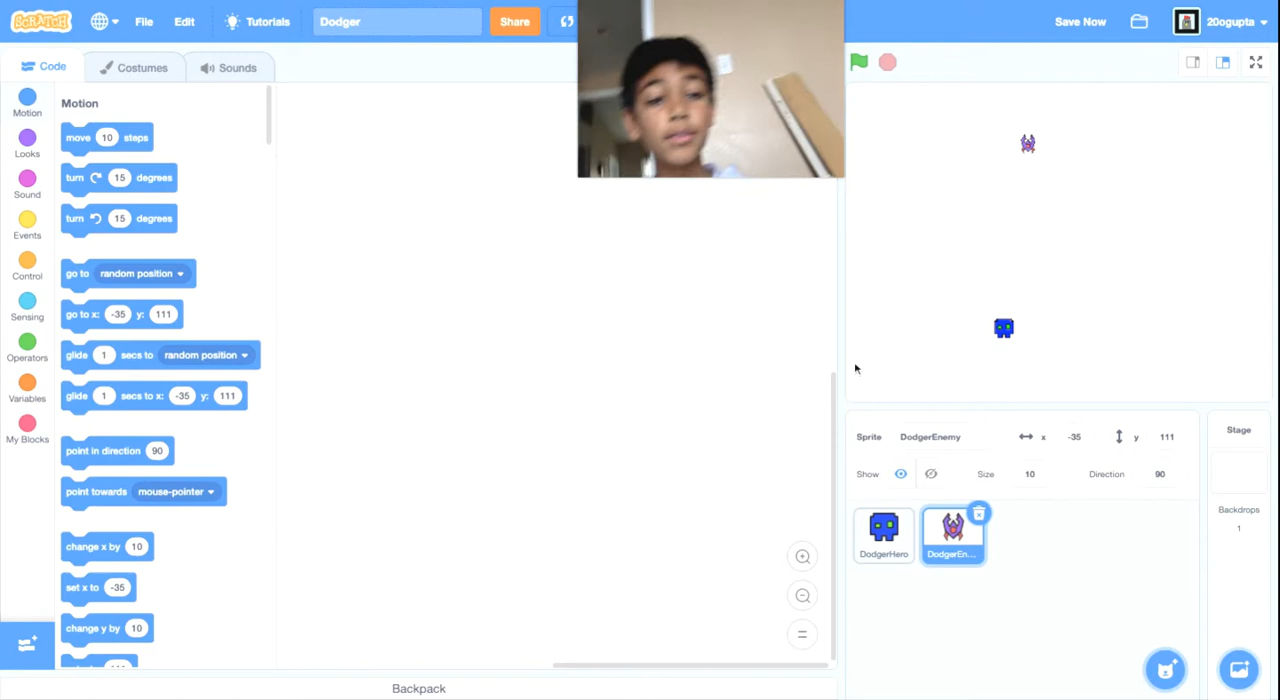 SCRATCH
File
Edit
Tutorials
Dodger
Share
Save Now
20ogupta
Code
Costumes
Sounds
Motion
Looks
Sound
Events
Control
Sensing
Operators
Variables
My Blocks
Motion
move 10 steps
turn 15 degrees
turn 15 degrees
go to random position
go to x: -35 y: 111
glide 1 secs to random position
glide 1 secs to x: -35 y: 111
point in direction 90
point towards mouse-pointer
change x by 10
set x to -35
change y by 10
Backpack
Sprite DodgerEnemy x -35 y 111
Show Size 10 Direction 90
DodgerHero
DodgerEn...
Stage
Backdrops
1